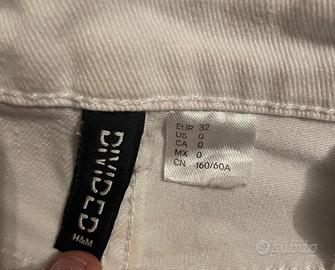 DIVIDED
H&M
EUR 32
US 0
CA 0
MX 0
CN 160/60A
subito